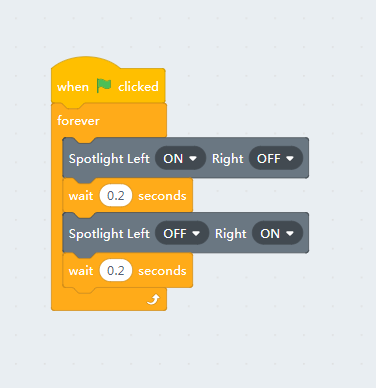 when clicked
forever
Spotlight Left ON Right OFF
wait 0.2 seconds
Spotlight Left OFF Right ON
wait 0.2 seconds